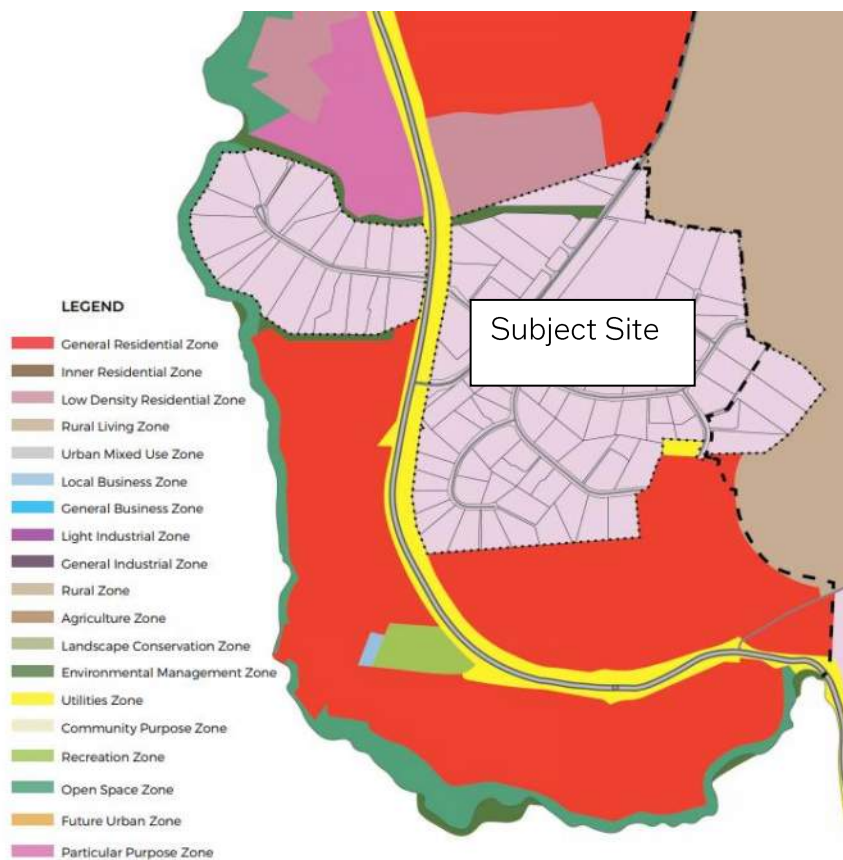 Subject Site
LEGEND
General Residential Zone
Inner Residential Zone
Low Density Residential Zone
Rural Living Zone
Urban Mixed Use Zone
Local Business Zone
General Business Zone
Light Industrial Zone
General Industrial Zone
Rural Zone
Agriculture Zone
Landscape Conservation Zone
Environmental Management Zone
Utilities Zone
Community Purpose Zone
Recreation Zone
Open Space Zone
Future Urban Zone
Particular Purpose Zone